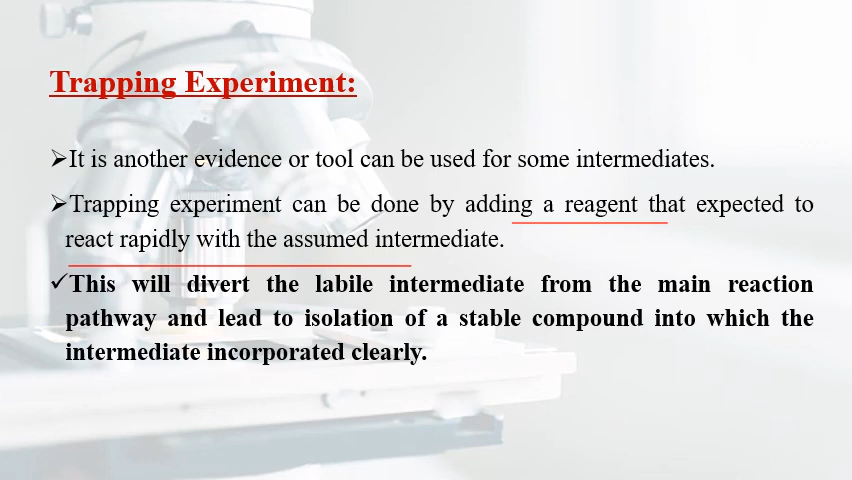 Trapping Experiment:
➢It is another evidence or tool can be used for some intermediates.
➢Trapping experiment can be done by adding a reagent that expected to
react rapidly with the assumed intermediate.
✓This will divert the labile intermediate from the main reaction
pathway and lead to isolation of a stable compound into which the
intermediate incorporated clearly.